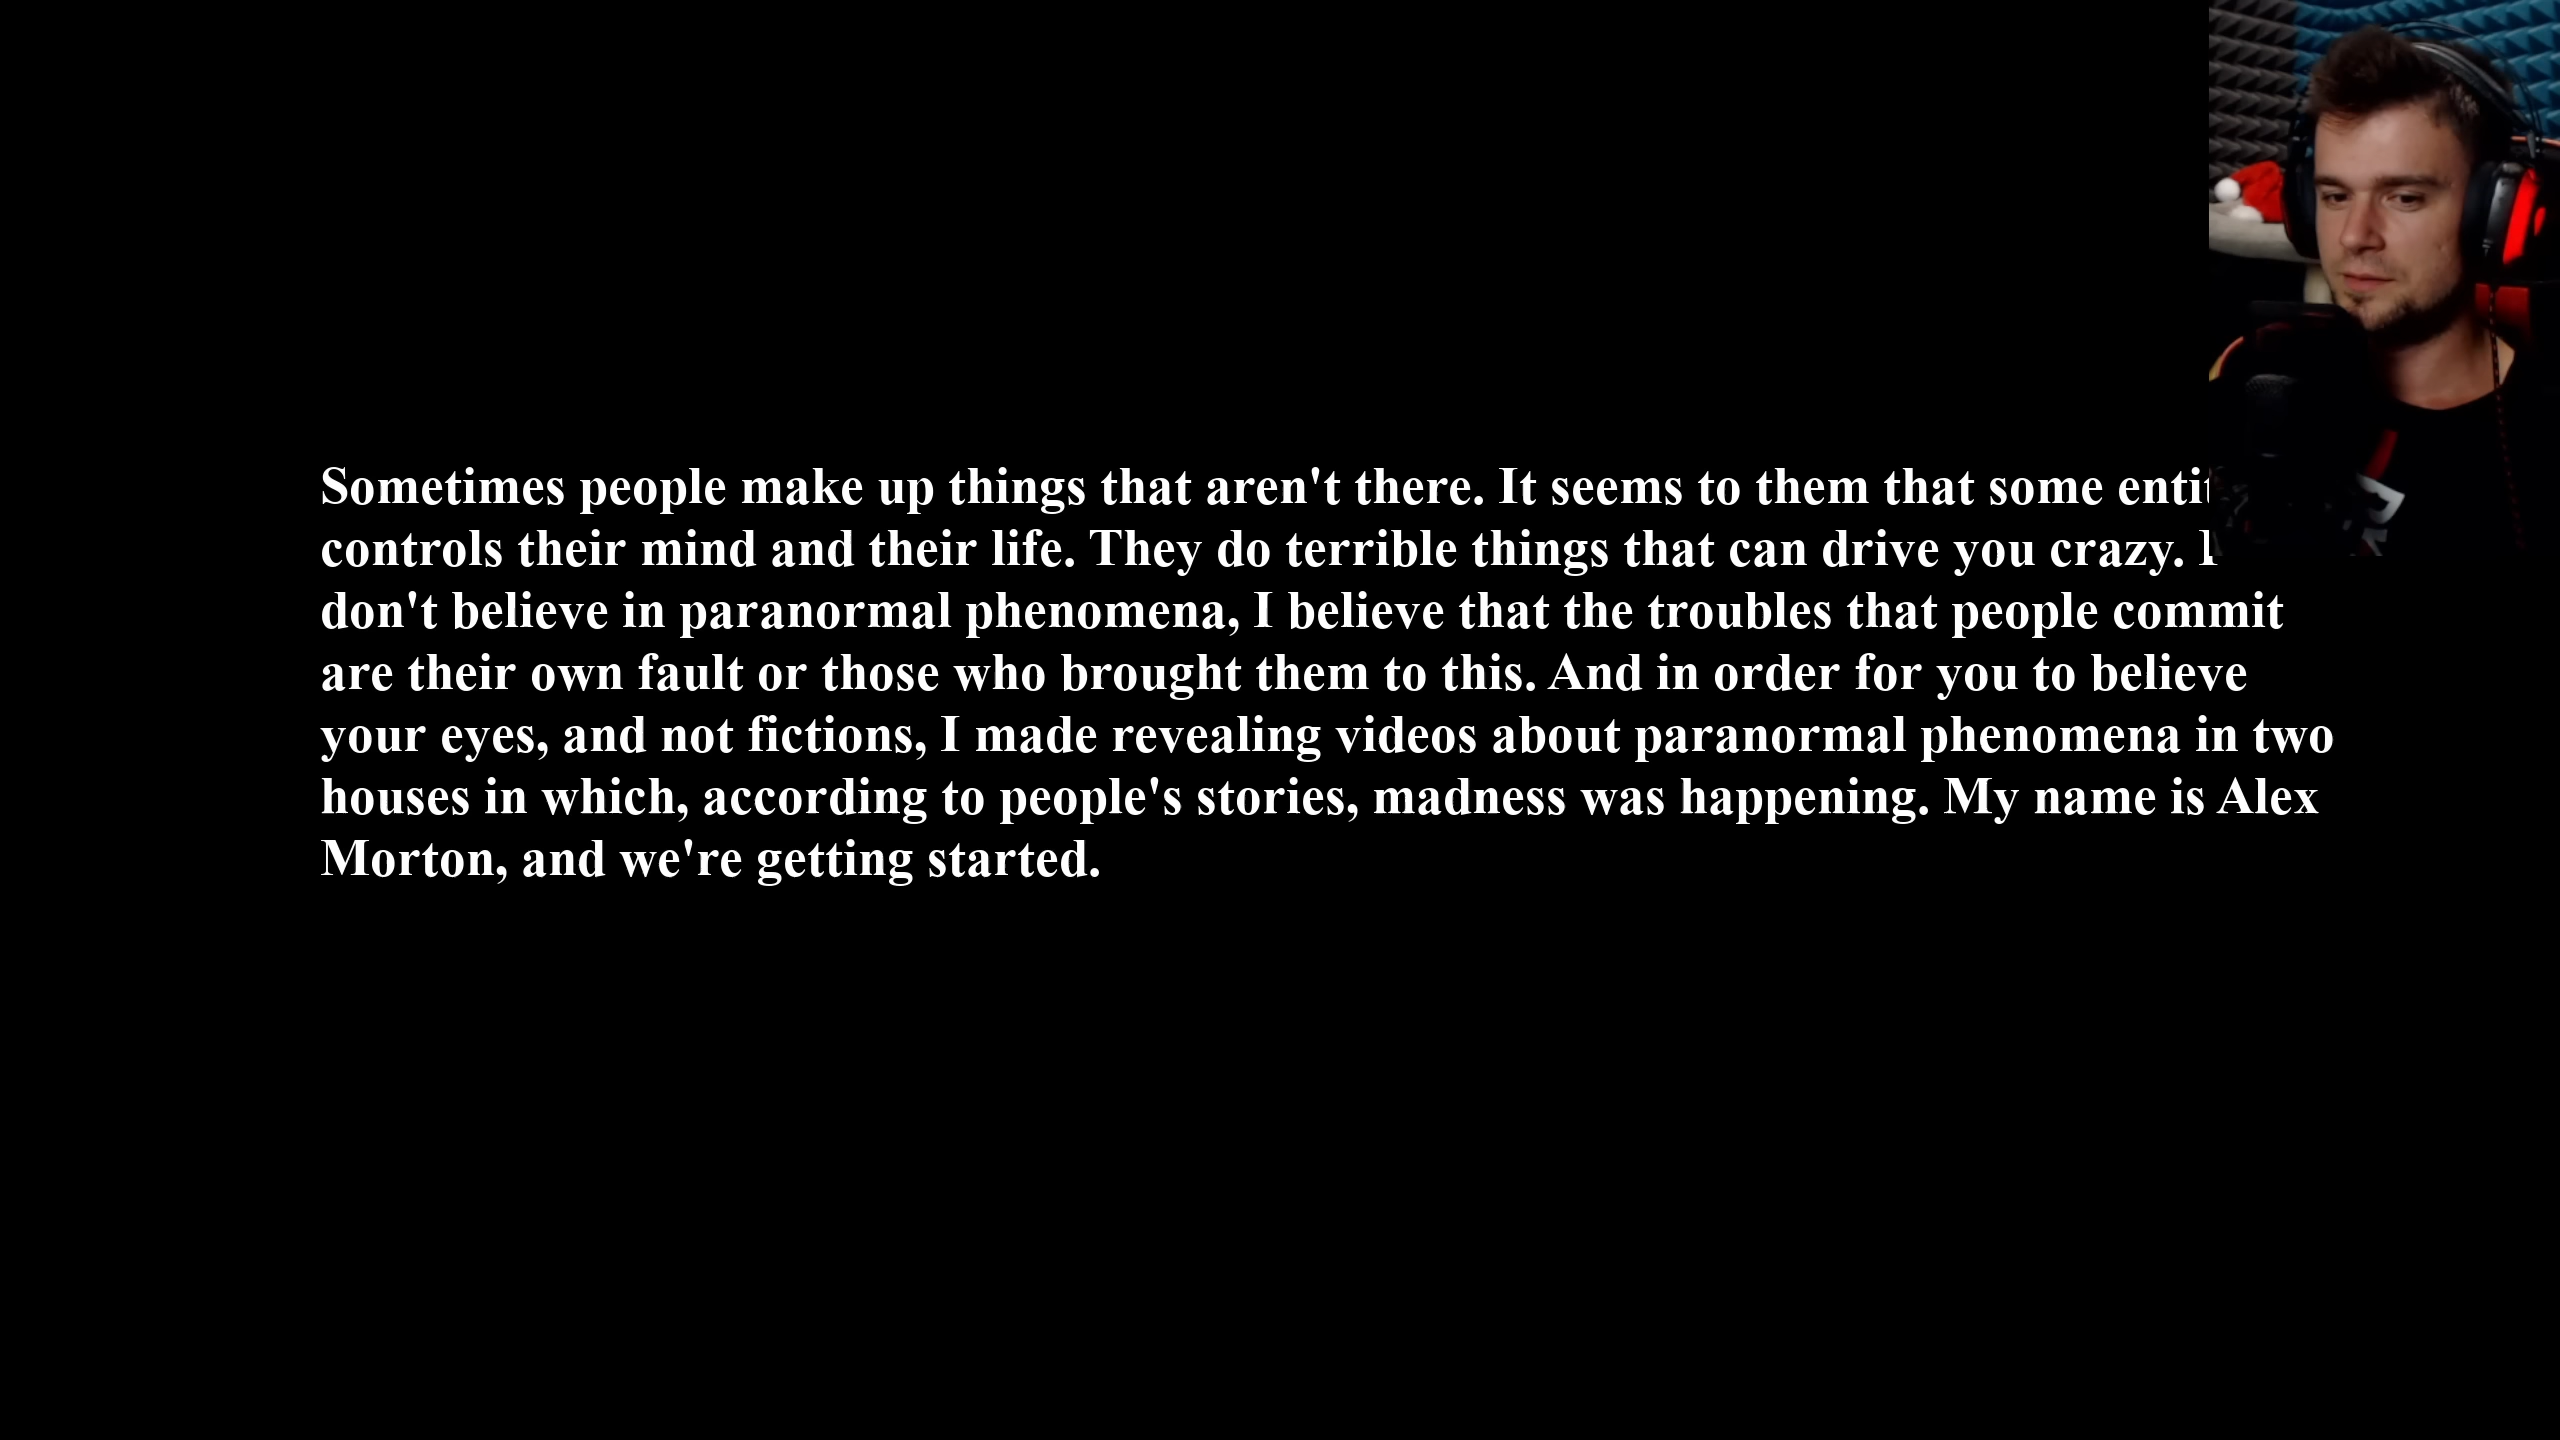 Sometimes people make up things that aren't there. It seems to them that some
controls their mind and their life. They do terrible things that can drive you crazy. I
don't believe in paranormal phenomena, I believe that the troubles that people commit
are their own fault or those who brought them to this. And in order for you to believe
your eyes, and not fictions, I made revealing videos about paranormal phenomena in two
houses in which, according to people's stories, madness was happening. My name is Alex
Morton, and we're getting started.